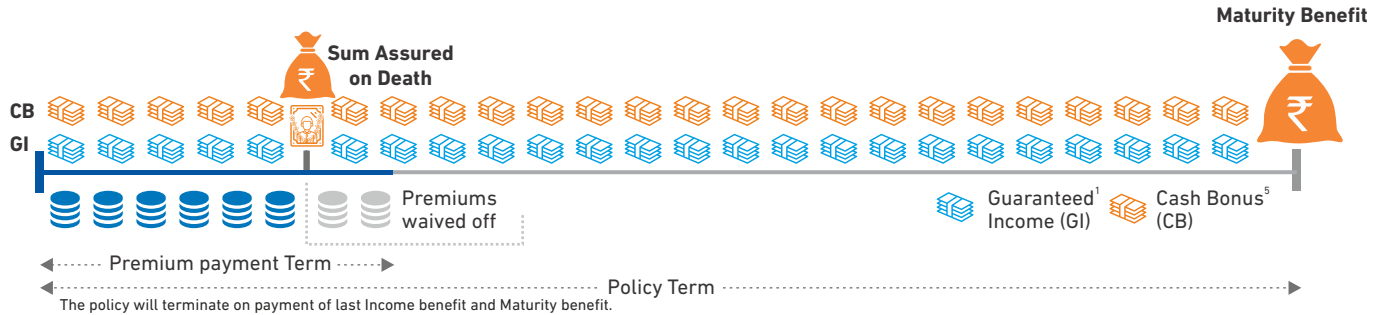 Maturity Benefit
Sum Assured
on Death
₹
₹
CB
GI
Premiums
waived off
Guaranteed¹
Income (GI)
Cash Bonus⁵
(CB)
Premium payment Term
Policy Term
The policy will terminate on payment of last Income benefit and Maturity benefit.